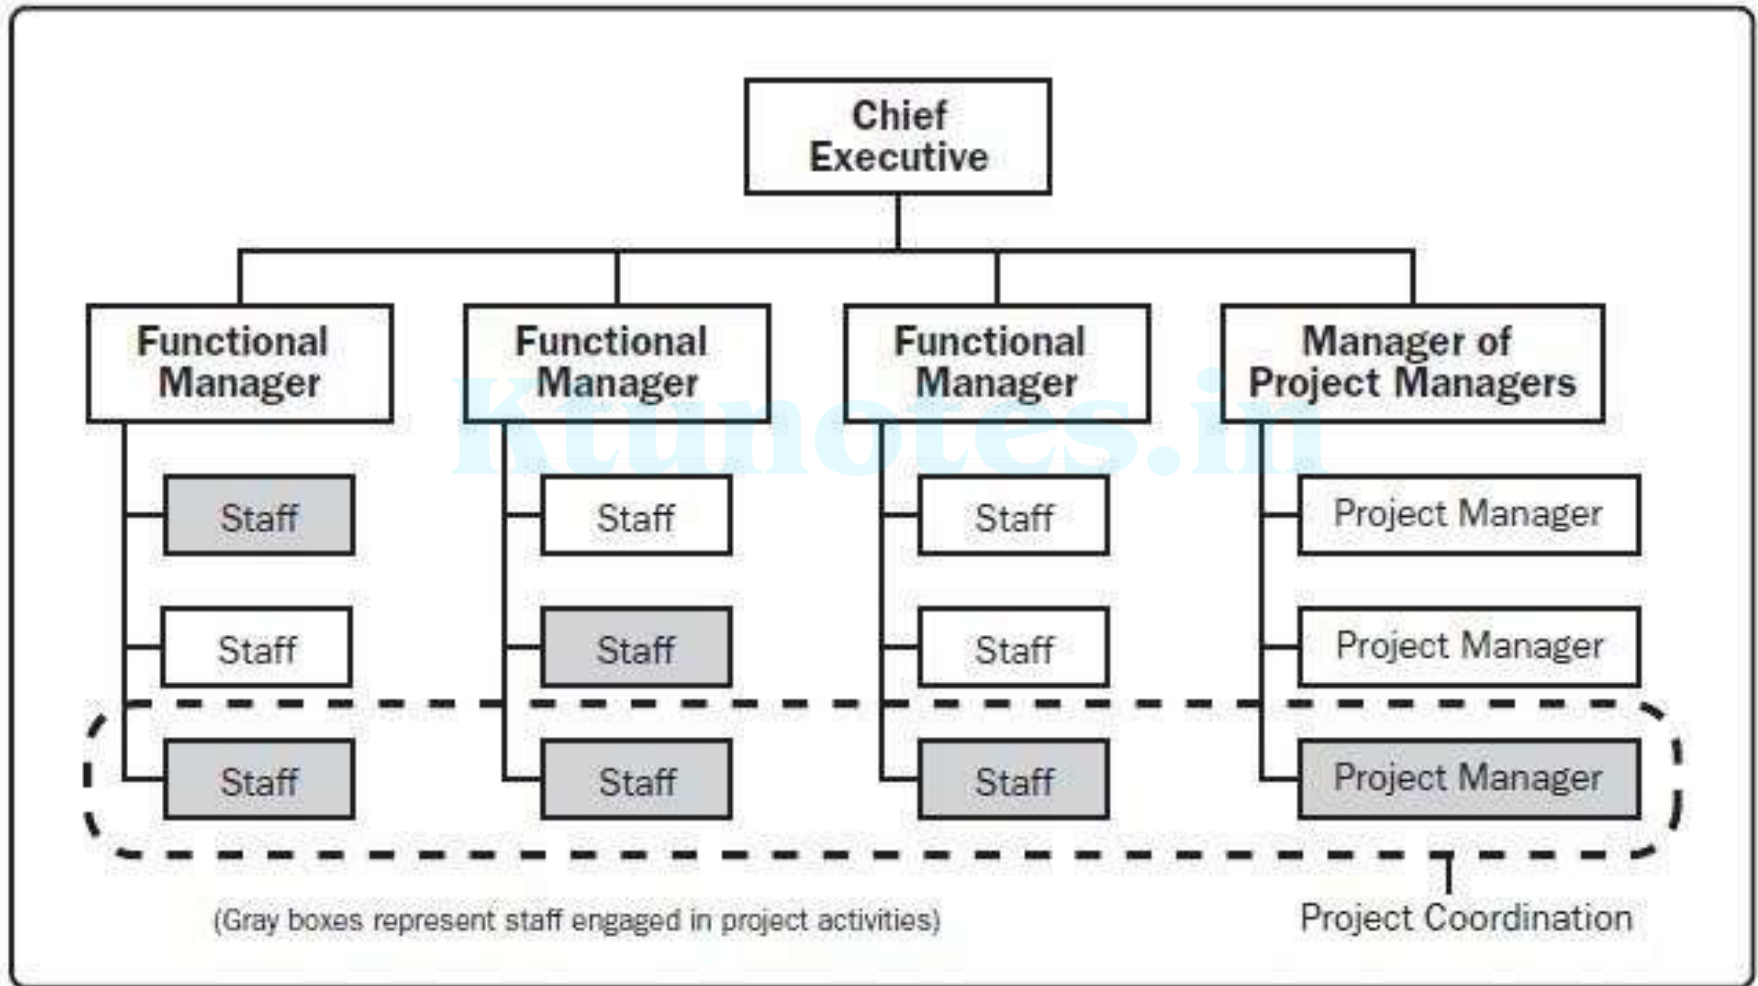 Chief
Executive
Functional
Manager
Functional
Manager
Functional
Manager
Manager of
Project Managers
Ktunotes.in
Staff
Staff
Staff
Project Manager
Staff
Staff
Staff
Project Manager
Staff
Staff
Staff
Project Manager
(Gray boxes represent staff engaged in project activities)
Project Coordination